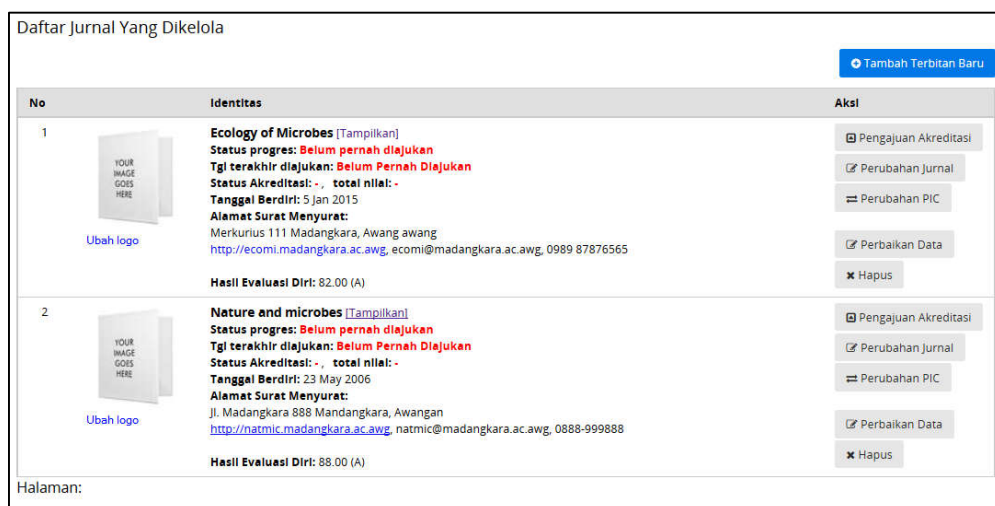 Daftar Jurnal Yang Dikelola
Tambah Terbitan Baru
No Identitas Aksi
1
YOUR
IMAGE
GOES
HERE
Ubah logo
Ecology of Microbes [Tampilkan]
Status progres: Belum pernah diajukan
Tgl terakhir diajukan: Belum Pernah Diajukan
Status Akreditasi: - , total nilai: -
Tanggal Berdiri: 5 Jan 2015
Alamat Surat Menyurat:
Merkurius 111 Madangkara, Awang awang
http://ecomi.madangkara.ac.awg, ecomi@madangkara.ac.awg, 0989 87876565
Hasil Evaluasi Diri: 82.00 (A)
Pengajuan Akreditasi
Perubahan Jurnal
Perubahan PIC
Perbaikan Data
Hapus
2
YOUR
IMAGE
GOES
HERE
Ubah logo
Nature and microbes [Tampilkan]
Status progres: Belum pernah diajukan
Tgl terakhir diajukan: Belum Pernah Diajukan
Status Akreditasi: - , total nilai: -
Tanggal Berdiri: 23 May 2006
Alamat Surat Menyurat:
Jl. Madangkara 888 Mandangkara, Awangan
http://natmic.madangkara.ac.awg, natmic@madangkara.ac.awg, 0888-999888
Hasil Evaluasi Diri: 88.00 (A)
Pengajuan Akreditasi
Perubahan Jurnal
Perubahan PIC
Perbaikan Data
Hapus
Halaman: